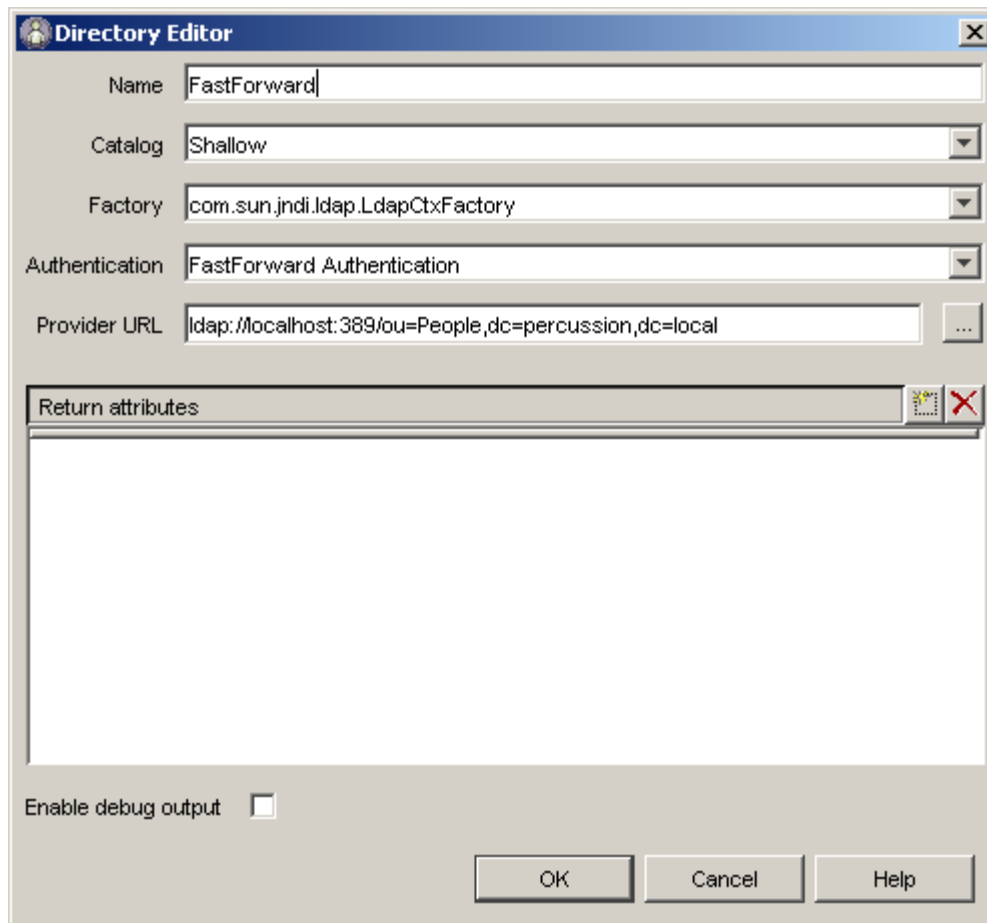 Directory Editor
Name FastForward
Catalog Shallow
Factory com.sun.jndi.ldap.LdapCtxFactory
Authentication FastForward Authentication
Provider URL ldap://localhost:389/ou=People,dc=percussion,dc=local ...
Return attributes
Enable debug output
OK Cancel Help